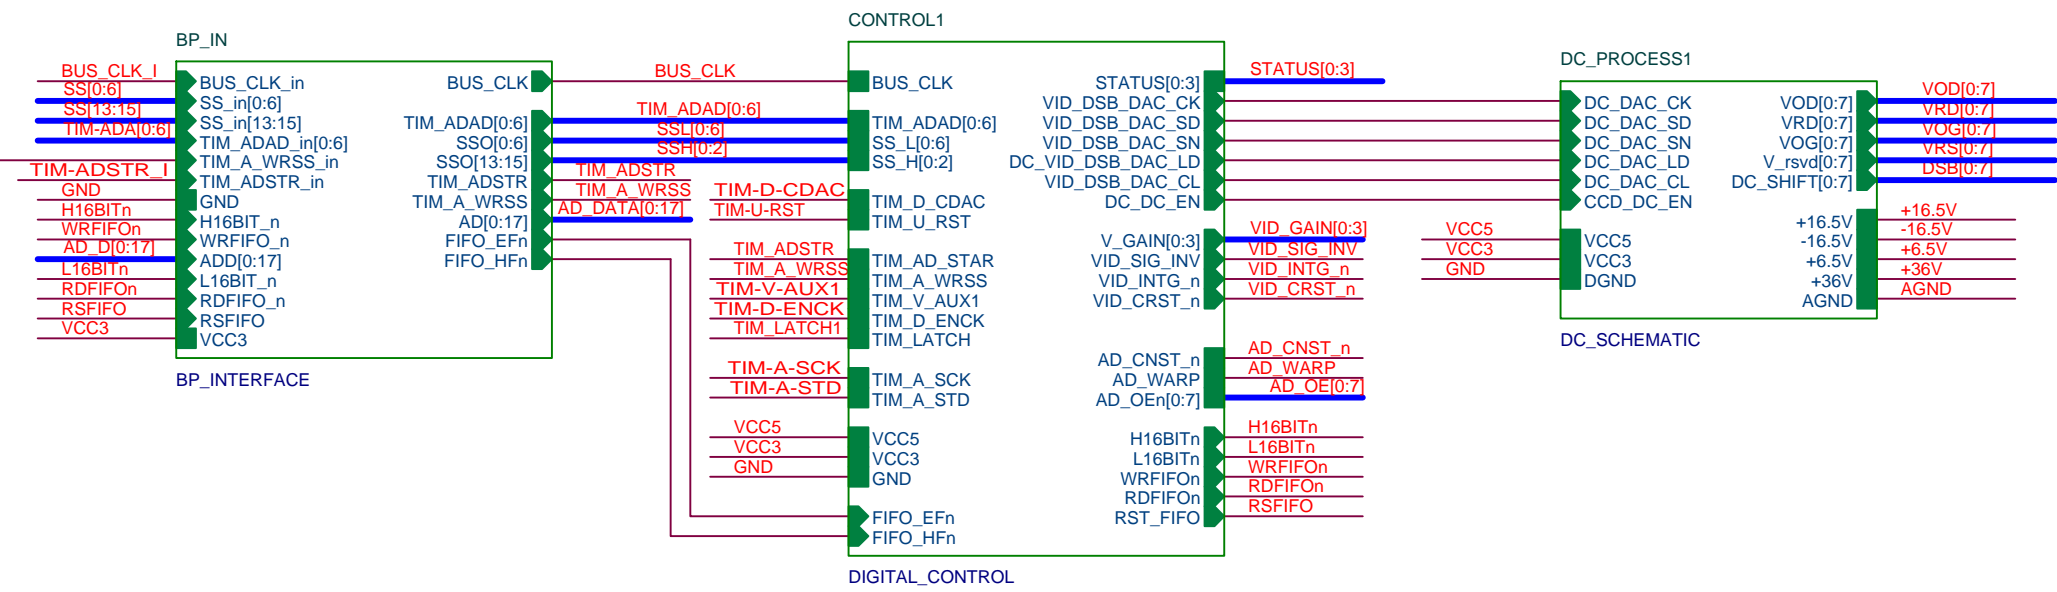 BP_IN
BUS_CLK_I
SS[0:6]
SS[13:15]
TIM-ADA[0:6]
TIM-ADSTR_I
GND
H16BITn
WRFIFOn
AD_D[0:17]
L16BITn
RDFIFOn
RSFIFO
VCC3
BUS_CLK_in
SS_in[0:6]
SS_in[13:15]
TIM_ADAD_in[0:6]
TIM_A_WRSS_in
TIM_ADSTR_in
GND
H16BIT_n
WRFIFO_n
ADD[0:17]
L16BIT_n
RDFIFO_n
RSFIFO
VCC3
BUS_CLK
TIM_ADAD[0:6]
SSO[0:6]
SSO[13:15]
TIM_ADSTR
TIM_A_WRSS
AD[0:17]
FIFO_EFn
FIFO_HFn
BP_INTERFACE
BUS_CLK
TIM_ADAD[0:6]
SSL[0:6]
SSH[0:2]
TIM_ADSTR
TIM_A_WRSS
AD_DATA[0:17]
TIM-D-CDAC
TIM-U-RST
TIM_ADSTR
TIM_A_WRSS
TIM-V-AUX1
TIM-D-ENCK
TIM_LATCH1
TIM-A-SCK
TIM-A-STD
VCC5
VCC3
GND
CONTROL1
BUS_CLK
TIM_ADAD[0:6]
SS_L[0:6]
SS_H[0:2]
TIM_D_CDAC
TIM_U_RST
TIM_AD_STAR
TIM_A_WRSS
TIM_V_AUX1
TIM_D_ENCK
TIM_LATCH
TIM_A_SCK
TIM_A_STD
VCC5
VCC3
GND
FIFO_EFn
FIFO_HFn
STATUS[0:3]
VID_DSB_DAC_CK
VID_DSB_DAC_SD
VID_DSB_DAC_SN
DC_VID_DSB_DAC_LD
VID_DSB_DAC_CL
DC_DC_EN
V_GAIN[0:3]
VID_SIG_INV
VID_INTG_n
VID_CRST_n
AD_CNST_n
AD_WARP
AD_OEn[0:7]
H16BITn
L16BITn
WRFIFOn
RDFIFOn
RST_FIFO
DIGITAL_CONTROL
STATUS[0:3]
VID_GAIN[0:3]
VID_SIG_INV
VID_INTG_n
VID_CRST_n
AD_CNST_n
AD_WARP
AD_OE[0:7]
H16BITn
L16BITn
WRFIFOn
RDFIFOn
RSFIFO
DC_PROCESS1
VCC5
VCC3
GND
DC_DAC_CK
DC_DAC_SD
DC_DAC_SN
DC_DAC_LD
DC_DAC_CL
CCD_DC_EN
VCC5
VCC3
DGND
VOD[0:7]
VRD[0:7]
VOG[0:7]
V_rsvd[0:7]
DC_SHIFT[0:7]
+16.5V
-16.5V
+6.5V
+36V
AGND
DC_SCHEMATIC
VOD[0:7]
VRD[0:7]
VOG[0:7]
VRS[0:7]
DSB[0:7]
+16.5V
-16.5V
+6.5V
+36V
AGND